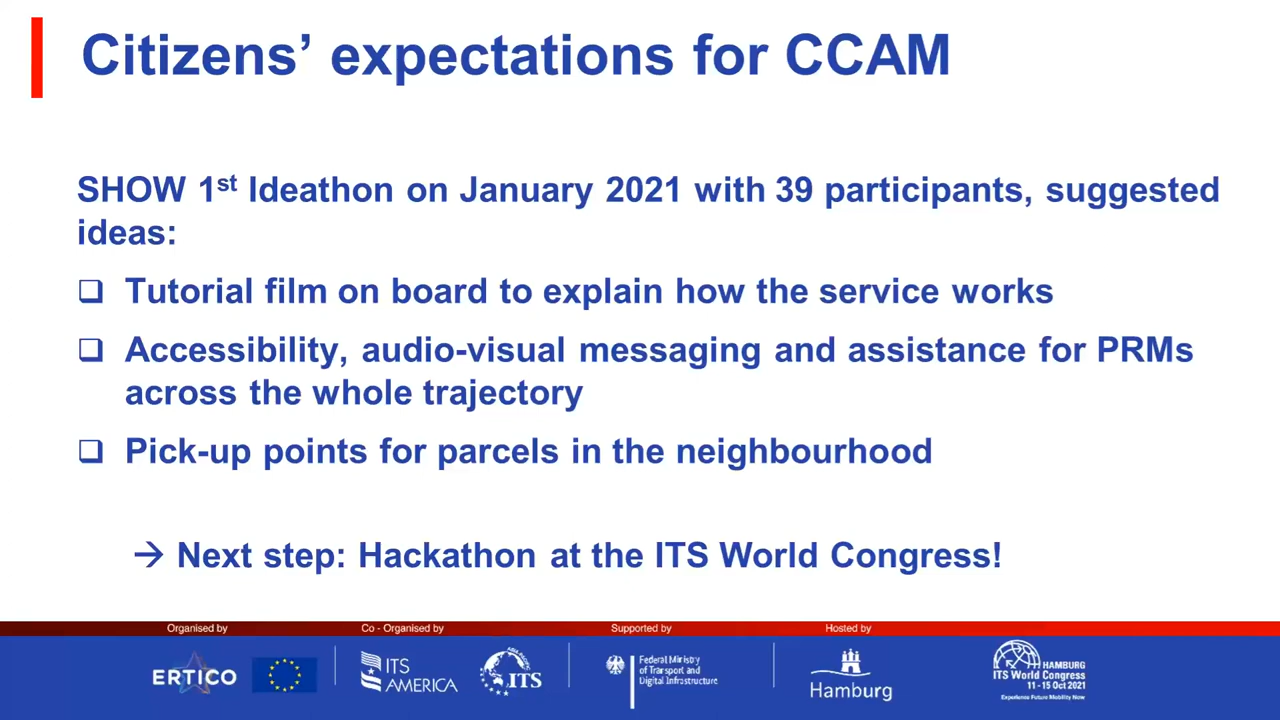 Citizens’ expectations for CCAM
SHOW 1st Ideathon on January 2021 with 39 participants, suggested
ideas:
❑ Tutorial film on board to explain how the service works
❑ Accessibility, audio-visual messaging and assistance for PRMs
across the whole trajectory
❑ Pick-up points for parcels in the neighbourhood
→ Next step: Hackathon at the ITS World Congress!
Organised by
Co - Organised by
Supported by
Hosted by
ERTICO
ITS
AMERICA
ASIA-PACIFIC
ITS
Federal Ministry
of Transport and
Digital Infrastructure
Hamburg
HAMBURG
ITS World Congress
11 - 15 Oct 2021
Experience Future Mobility Now